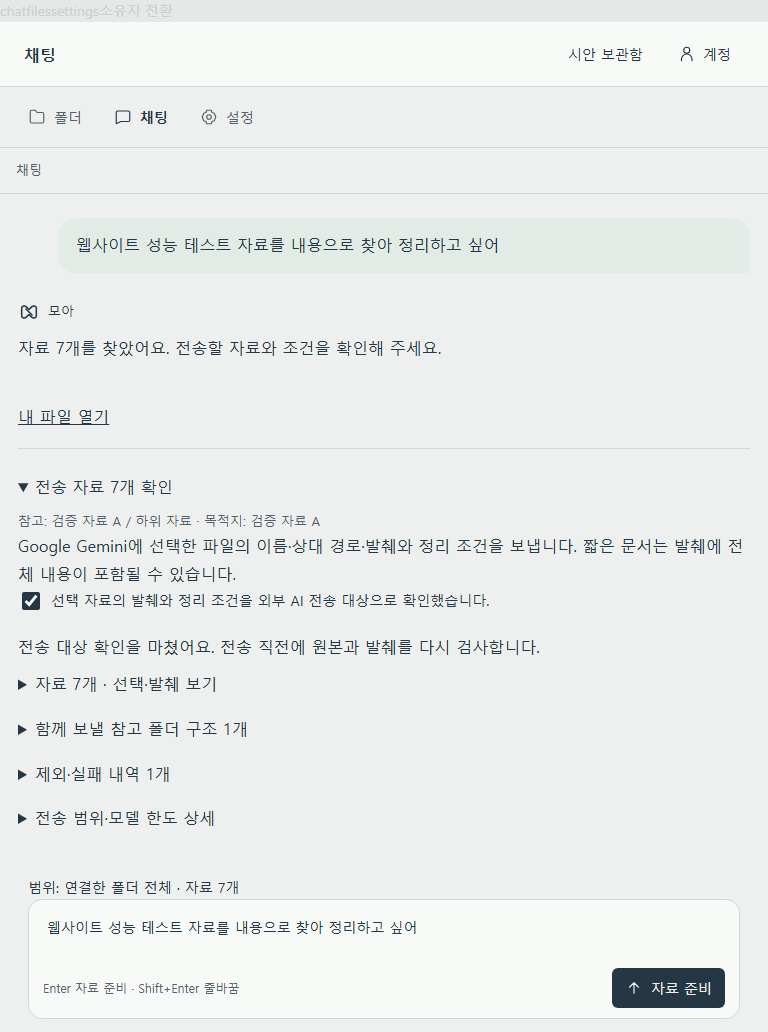 chatfilessettings소유자 전환
채팅
시안 보관함
계정
폴더
채팅
설정
채팅
웹사이트 성능 테스트 자료를 내용으로 찾아 정리하고 싶어
모아
자료 7개를 찾았어요. 전송할 자료와 조건을 확인해 주세요.
내 파일 열기
▼ 전송 자료 7개 확인
참고: 검증 자료 A / 하위 자료 · 목적지: 검증 자료 A
Google Gemini에 선택한 파일의 이름·상대 경로·발췌와 정리 조건을 보냅니다. 짧은 문서는 발췌에 전
체 내용이 포함될 수 있습니다.
선택 자료의 발췌와 정리 조건을 외부 AI 전송 대상으로 확인했습니다.
전송 대상 확인을 마쳤어요. 전송 직전에 원본과 발췌를 다시 검사합니다.
▶ 자료 7개 · 선택·발췌 보기
▶ 함께 보낼 참고 폴더 구조 1개
▶ 제외·실패 내역 1개
▶ 전송 범위·모델 한도 상세
범위: 연결한 폴더 전체 · 자료 7개
웹사이트 성능 테스트 자료를 내용으로 찾아 정리하고 싶어
Enter 자료 준비 · Shift+Enter 줄바꿈
↑ 자료 준비